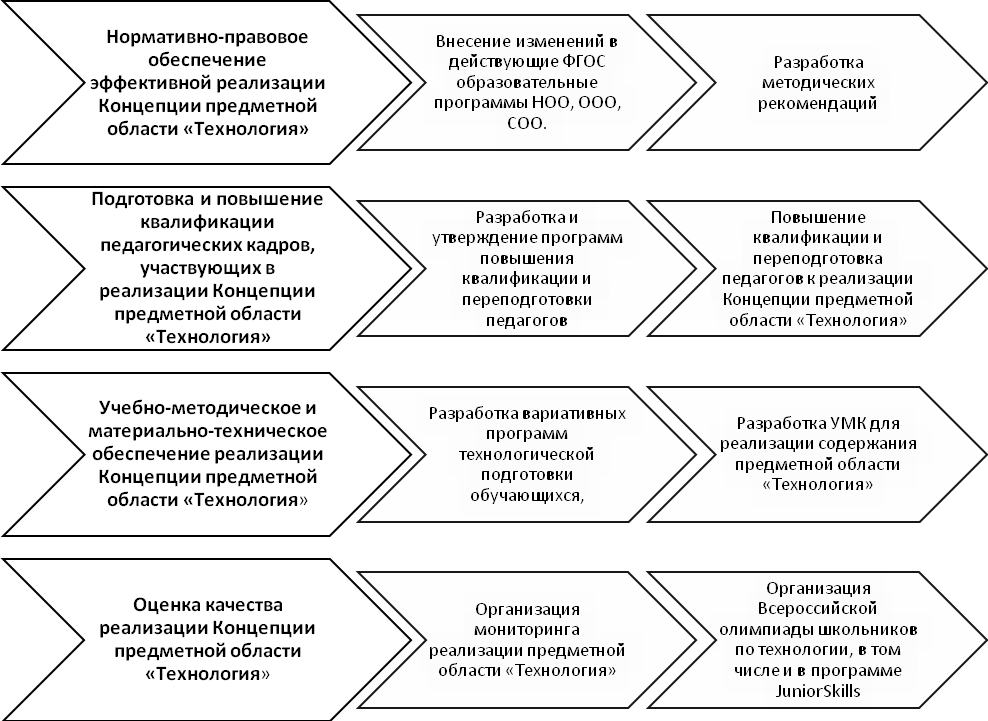 Нормативно-правовое
обеспечение
эффективной реализации
Концепции предметной
области «Технология»
Внесение изменений в
действующие ФГОС
образовательные
программы НОО, ООО,
СОО.
Разработка
методических
рекомендаций
Подготовка и повышение
квалификации
педагогических кадров,
участвующих в
реализации Концепции
предметной области
«Технология»
Разработка и
утверждение программ
повышения
квалификации и
переподготовки
педагогов
Повышение
квалификации и
переподготовка
педагогов к реализации
Концепции предметной
области «Технология»
Учебно-методическое и
материально-техническое
обеспечение реализации
Концепции предметной
области «Технология»
Разработка вариативных
программ
технологической
подготовки
обучающихся,
Разработка УМК для
реализации содержания
предметной области
«Технология»
Оценка качества
реализации Концепции
предметной области
«Технология»
Организация
мониторинга
реализации предметной
области «Технология»
Организация
Всероссийской
олимпиады школьников
по технологии, в том
числе и в программе
JuniorSkills